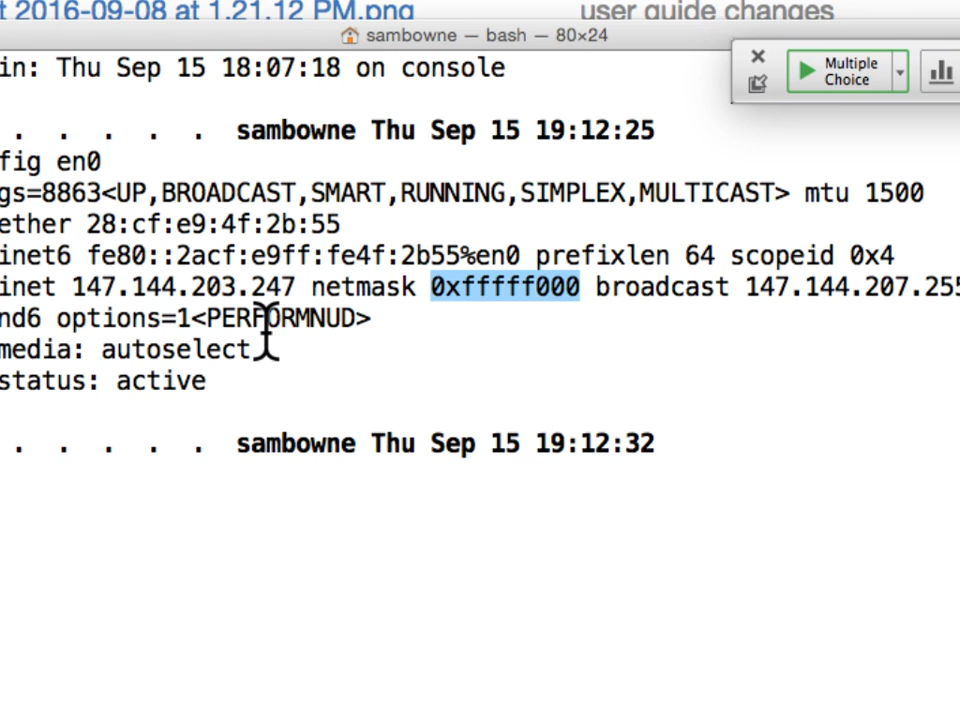 t 2016-09-08 at 1.21.12 PM.png user guide changes
sambowne — bash — 80×24
in: Thu Sep 15 18:07:18 on console
Multiple
Choice
. . . . . sambowne Thu Sep 15 19:12:25
fig en0
gs=8863<UP,BROADCAST,SMART,RUNNING,SIMPLEX,MULTICAST> mtu 1500
ether 28:cf:e9:4f:2b:55
inet6 fe80::2acf:e9ff:fe4f:2b55%en0 prefixlen 64 scopeid 0x4
inet 147.144.203.247 netmask 0xfffff000 broadcast 147.144.207.255
nd6 options=1<PERFORMNUD>
media: autoselect
status: active
. . . . . sambowne Thu Sep 15 19:12:32